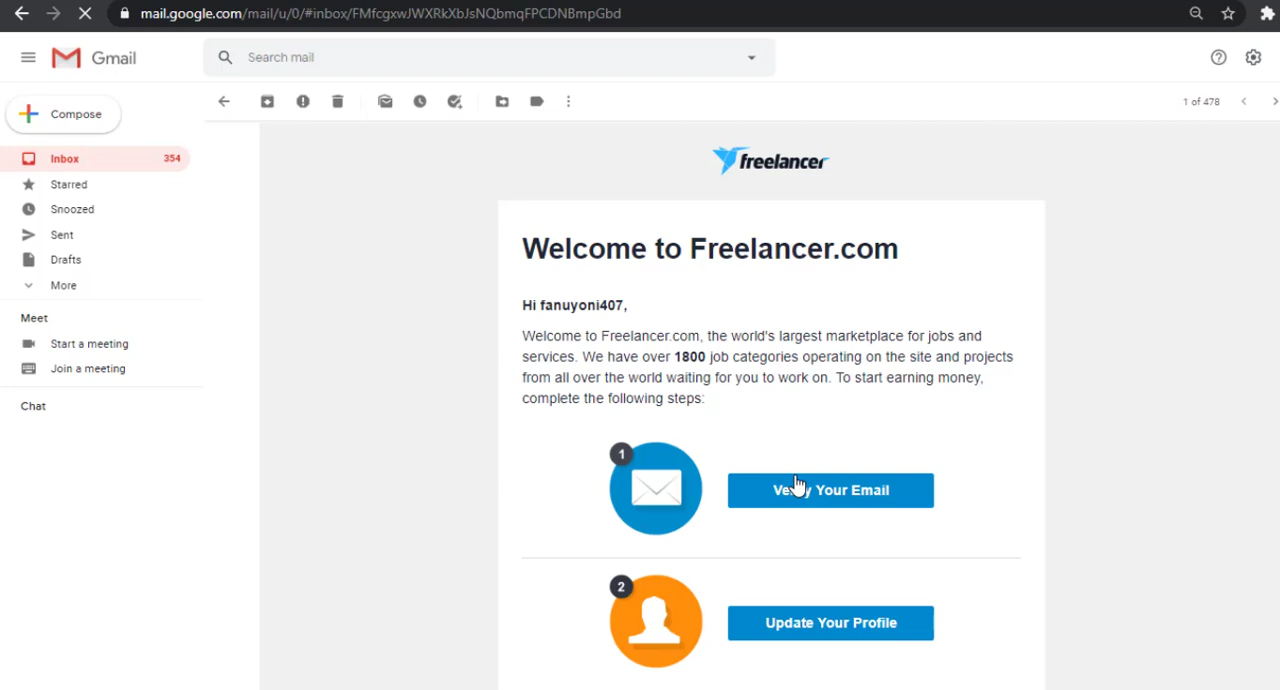 mail.google.com/mail/u/0/#inbox/FMfcgxwJWXRkXbJsNQbmqFPCDNBmpGbd
Gmail
Search mail
Compose
1 of 478
Inbox 354
Starred
Snoozed
Sent
Drafts
More
Meet
Start a meeting
Join a meeting
Chat
freelancer
Welcome to Freelancer.com
Hi fanuyoni407,
Welcome to Freelancer.com, the world's largest marketplace for jobs and
services. We have over 1800 job categories operating on the site and projects
from all over the world waiting for you to work on. To start earning money,
complete the following steps:
1
Verify Your Email
2
Update Your Profile